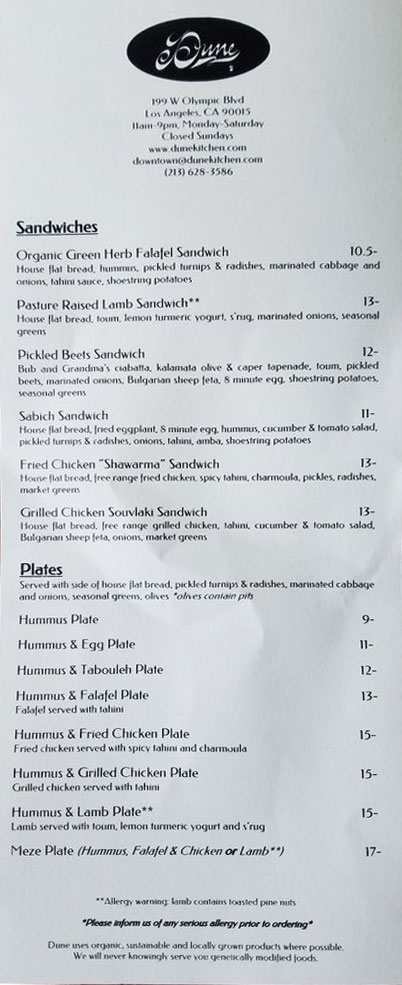 Dune
199 W Olympic Blvd
Los Angeles, CA 90015
11am-9pm, Monday-Saturday
Closed Sundays
www.dunekitchen.com
downtown@dunekitchen.com
(213) 628-3586
Sandwiches
Organic Green Herb Falafel Sandwich 10.5-
House flat bread, hummus, pickled turnips & radishes, marinated cabbage and
onions, tahini sauce, shoestring potatoes
Pasture Raised Lamb Sandwich** 13-
House flat bread, toum, lemon turmeric yogurt, s'rug, marinated onions, seasonal
greens
Pickled Beets Sandwich 12-
Bub and Grandma's ciabatta, kalamata olive & caper tapenade, toum, pickled
beets, marinated onions, Bulgarian sheep feta, 8 minute egg, shoestring potatoes,
seasonal greens
Sabich Sandwich 11-
House flat bread, fried eggplant, 8 minute egg, hummus, cucumber & tomato salad,
pickled turnips & radishes, onions, tahini, amba, shoestring potatoes
Fried Chicken "Shawarma" Sandwich 13-
House flat bread, free range fried chicken, spicy tahini, charmoula, pickles, radishes,
market greens
Grilled Chicken Souvlaki Sandwich 13-
House flat bread, free range grilled chicken, tahini, cucumber & tomato salad,
Bulgarian sheep feta, onions, market greens
Plates
Served with side of house flat bread, pickled turnips & radishes, marinated cabbage
and onions, seasonal greens, olives *olives contain pits
Hummus Plate 9-
Hummus & Egg Plate 11-
Hummus & Tabouleh Plate 12-
Hummus & Falafel Plate 13-
Falafel served with tahini
Hummus & Fried Chicken Plate 15-
Fried chicken served with spicy tahini and charmoula
Hummus & Grilled Chicken Plate 15-
Grilled chicken served with tahini
Hummus & Lamb Plate** 15-
Lamb served with toum, lemon turmeric yogurt and s'rug
Meze Plate (Hummus, Falafel & Chicken or Lamb**) 17-
**Allergy warning: lamb contains toasted pine nuts
*Please inform us of any serious allergy prior to ordering*
Dune uses organic, sustainable and locally grown products where possible.
We will never knowingly serve you genetically modified foods.